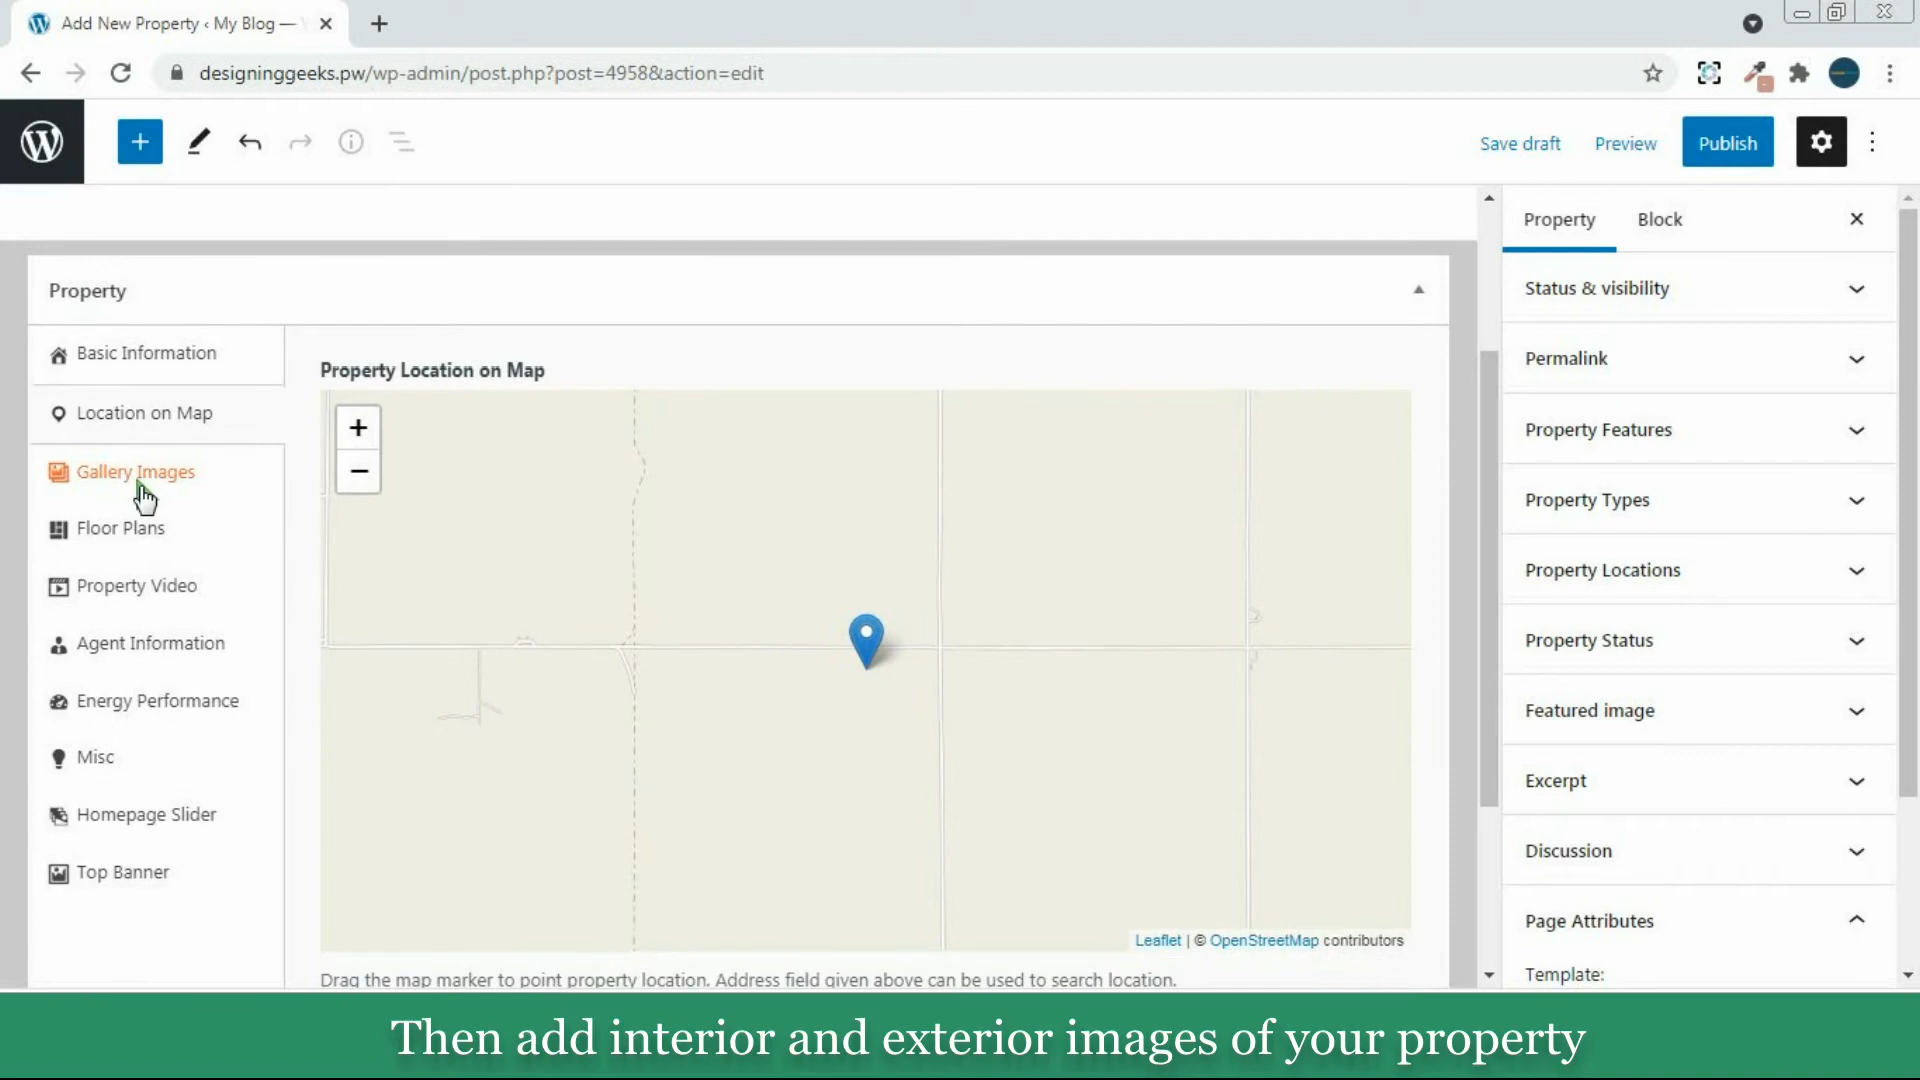 Add New Property ‹ My Blog —
designinggeeks.pw/wp-admin/post.php?post=4958&action=edit
Save draft
Preview
Publish
Property
Block
Property
Status & visibility
Basic Information
Permalink
Property Location on Map
Location on Map
+
−
Property Features
Gallery Images
Property Types
Floor Plans
Property Locations
Property Video
Property Status
Agent Information
Energy Performance
Featured image
Misc
Excerpt
Homepage Slider
Discussion
Top Banner
Page Attributes
Leaflet | © OpenStreetMap contributors
Template:
Drag the map marker to point property location. Address field given above can be used to search location.
Then add interior and exterior images of your property